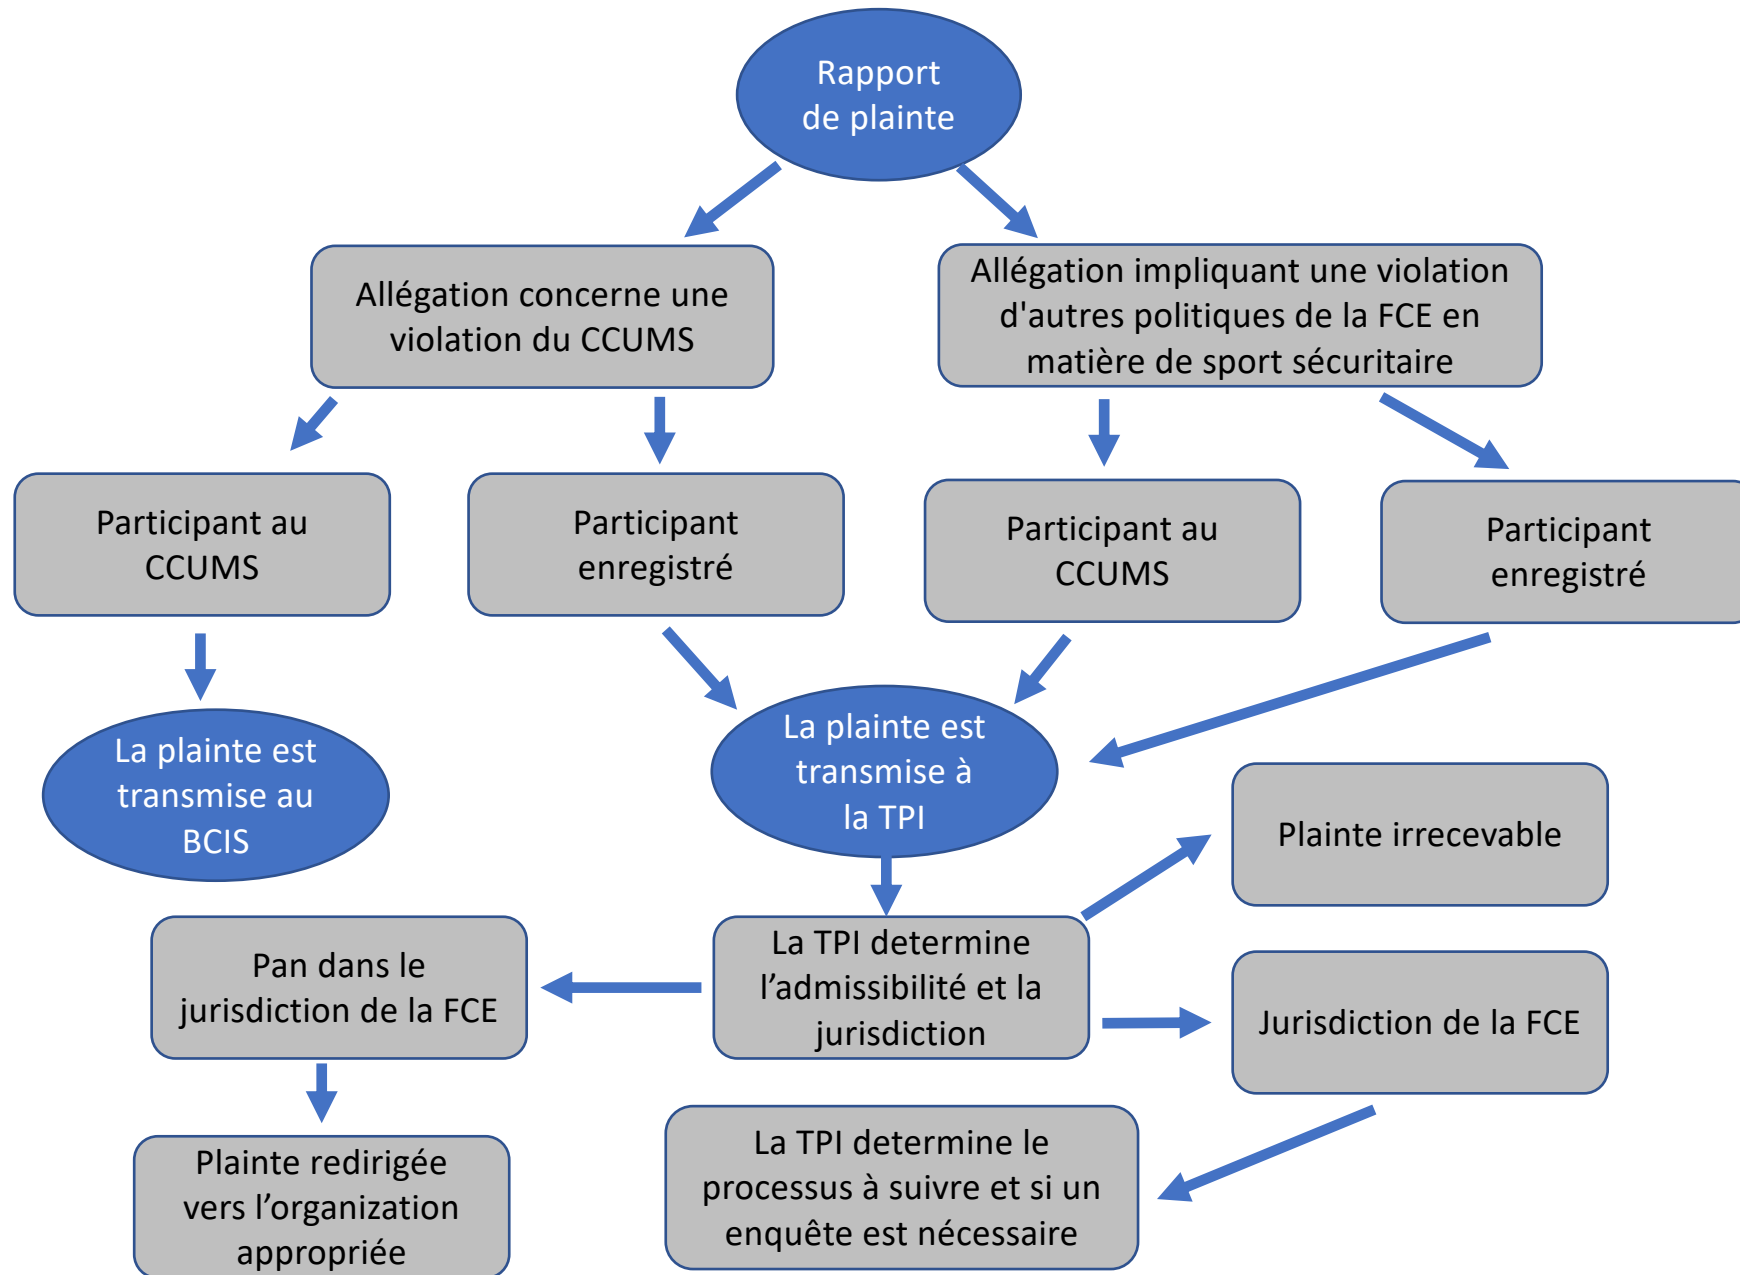 Rapport
de plainte
Allégation concerne une
violation du CCUMS
Allégation impliquant une violation
d'autres politiques de la FCE en
matière de sport sécuritaire
Participant au
CCUMS
Participant
enregistré
Participant au
CCUMS
Participant
enregistré
La plainte est
transmise au
BCIS
La plainte est
transmise à
la TPI
Plainte irrecevable
Pan dans le
jurisdiction de la FCE
La TPI determine
l’admissibilité et la
jurisdiction
Jurisdiction de la FCE
Plainte redirigée
vers l’organization
appropriée
La TPI determine le
processus à suivre et si un
enquête est nécessaire